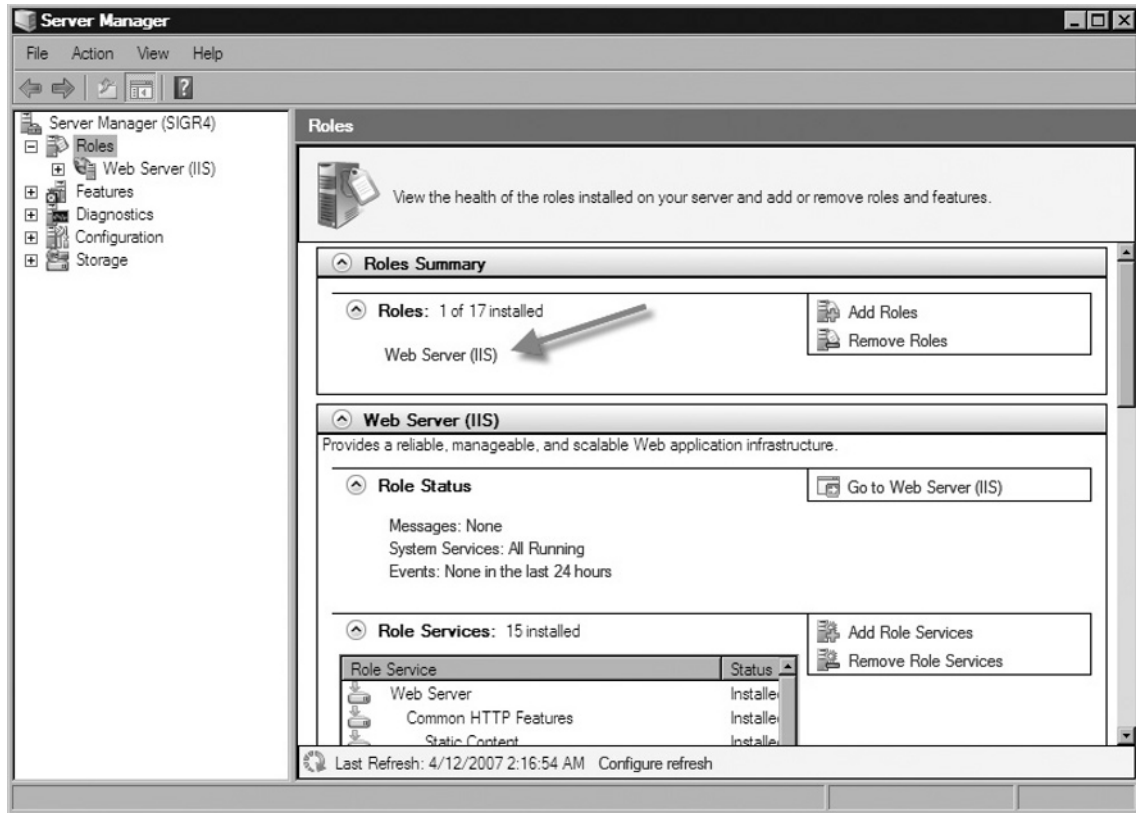 Server Manager
File Action View Help
Server Manager (SIGR4)
Roles
Web Server (IIS)
Features
Diagnostics
Configuration
Storage
Roles
View the health of the roles installed on your server and add or remove roles and features.
Roles Summary
Roles: 1 of 17 installed
Add Roles
Remove Roles
Web Server (IIS)
Web Server (IIS)
Provides a reliable, manageable, and scalable Web application infrastructure.
Role Status
Go to Web Server (IIS)
Messages: None
System Services: All Running
Events: None in the last 24 hours
Role Services: 15 installed
Add Role Services
Remove Role Services
Role Service Status
Web Server Installe
Common HTTP Features Installe
Static Content Installe
Last Refresh: 4/12/2007 2:16:54 AM Configure refresh